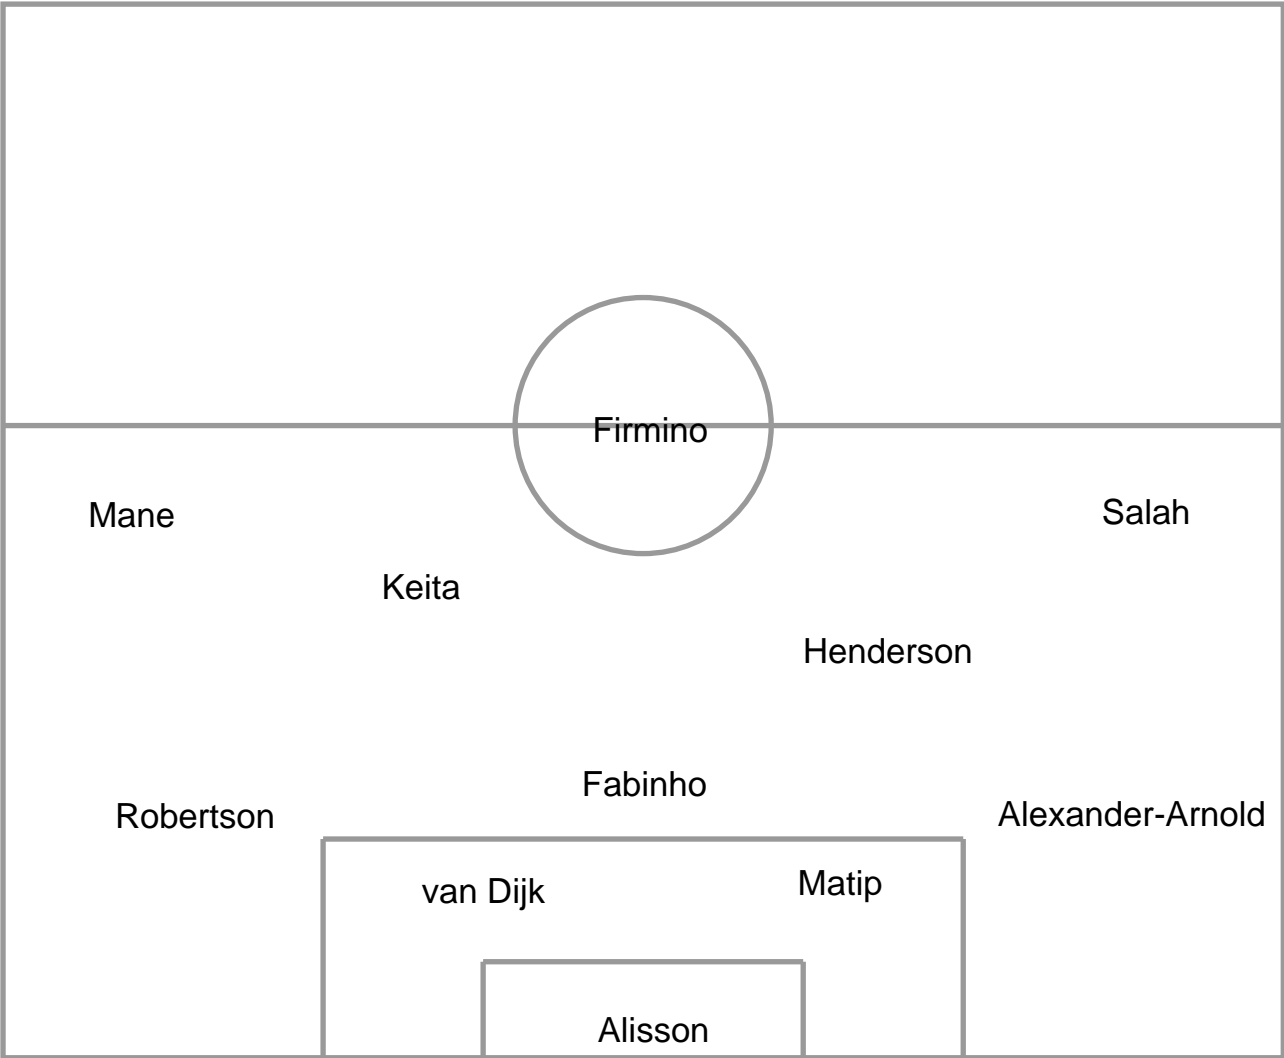 Firmino
Mane
Salah
Keita
Henderson
Fabinho
Robertson
Alexander-Arnold
van Dijk
Matip
Alisson